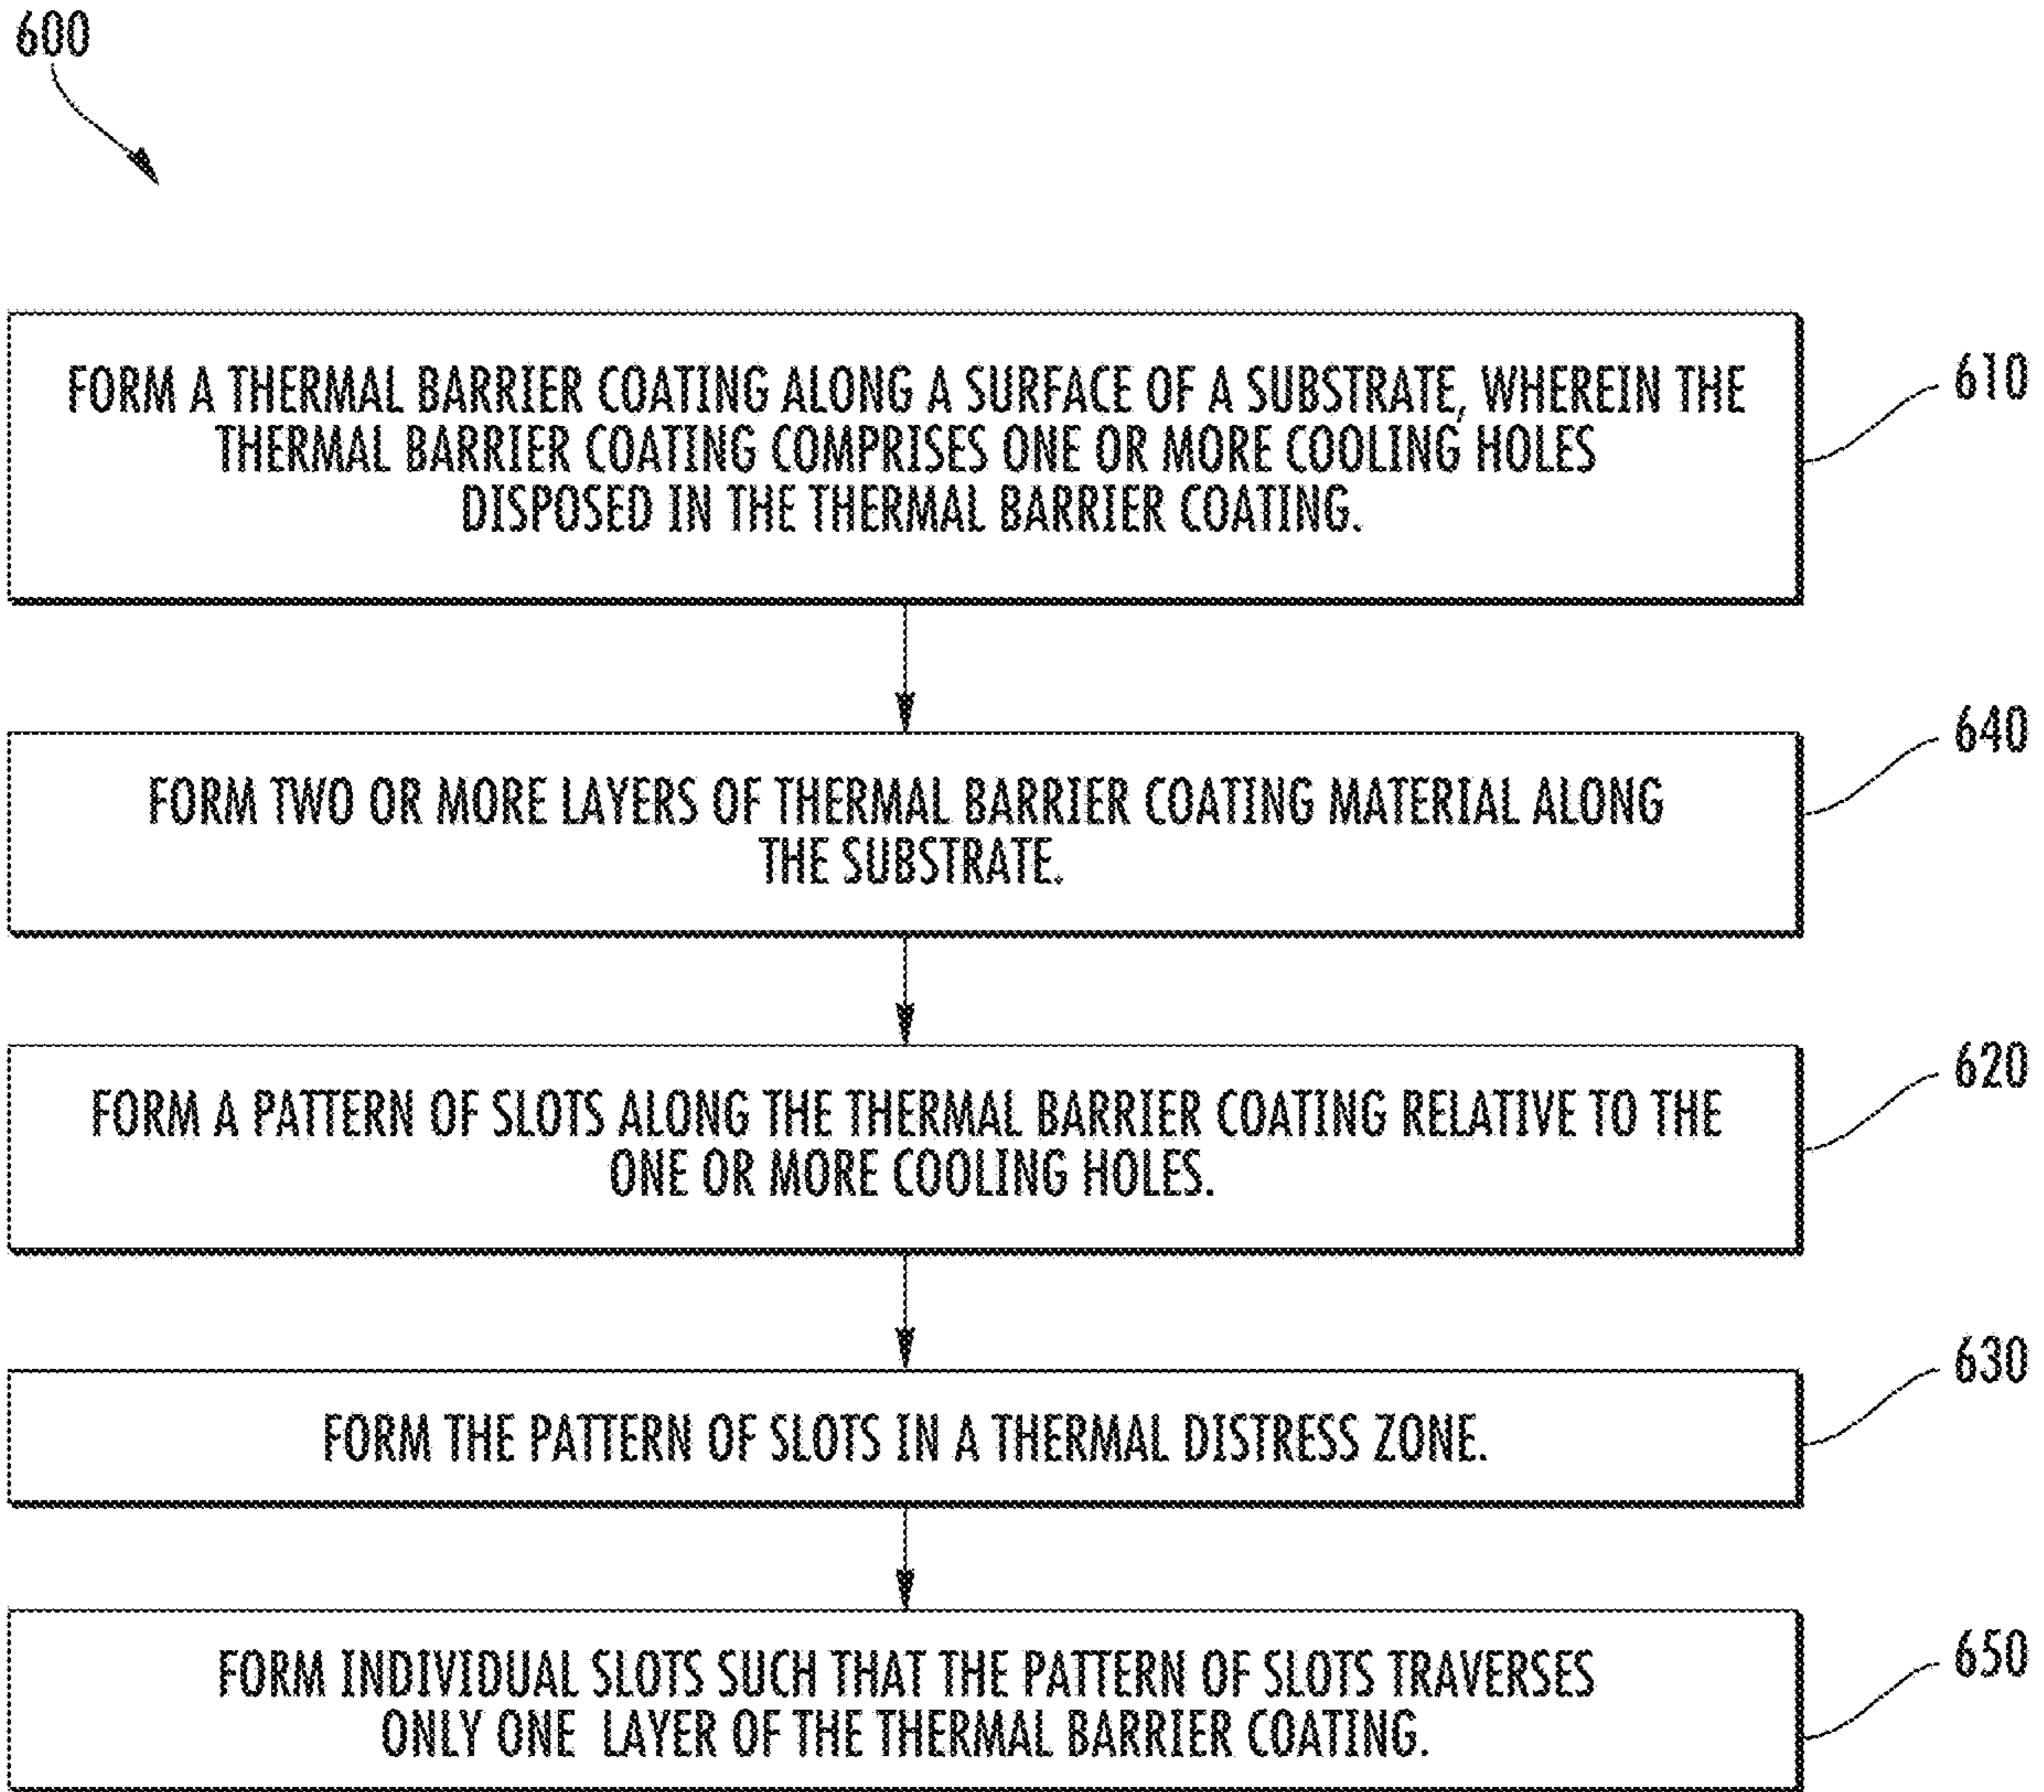 600
FORM A THERMAL BARRIER COATING ALONG A SURFACE OF A SUBSTRATE, WHEREIN THE
THERMAL BARRIER COATING COMPRISES ONE OR MORE COOLING HOLES
DISPOSED IN THE THERMAL BARRIER COATING.
610
FORM TWO OR MORE LAYERS OF THERMAL BARRIER COATING MATERIAL ALONG
THE SUBSTRATE.
640
FORM A PATTERN OF SLOTS ALONG THE THERMAL BARRIER COATING RELATIVE TO THE
ONE OR MORE COOLING HOLES.
620
FORM THE PATTERN OF SLOTS IN A THERMAL DISTRESS ZONE.
630
FORM INDIVIDUAL SLOTS SUCH THAT THE PATTERN OF SLOTS TRAVERSES
ONLY ONE LAYER OF THE THERMAL BARRIER COATING.
650